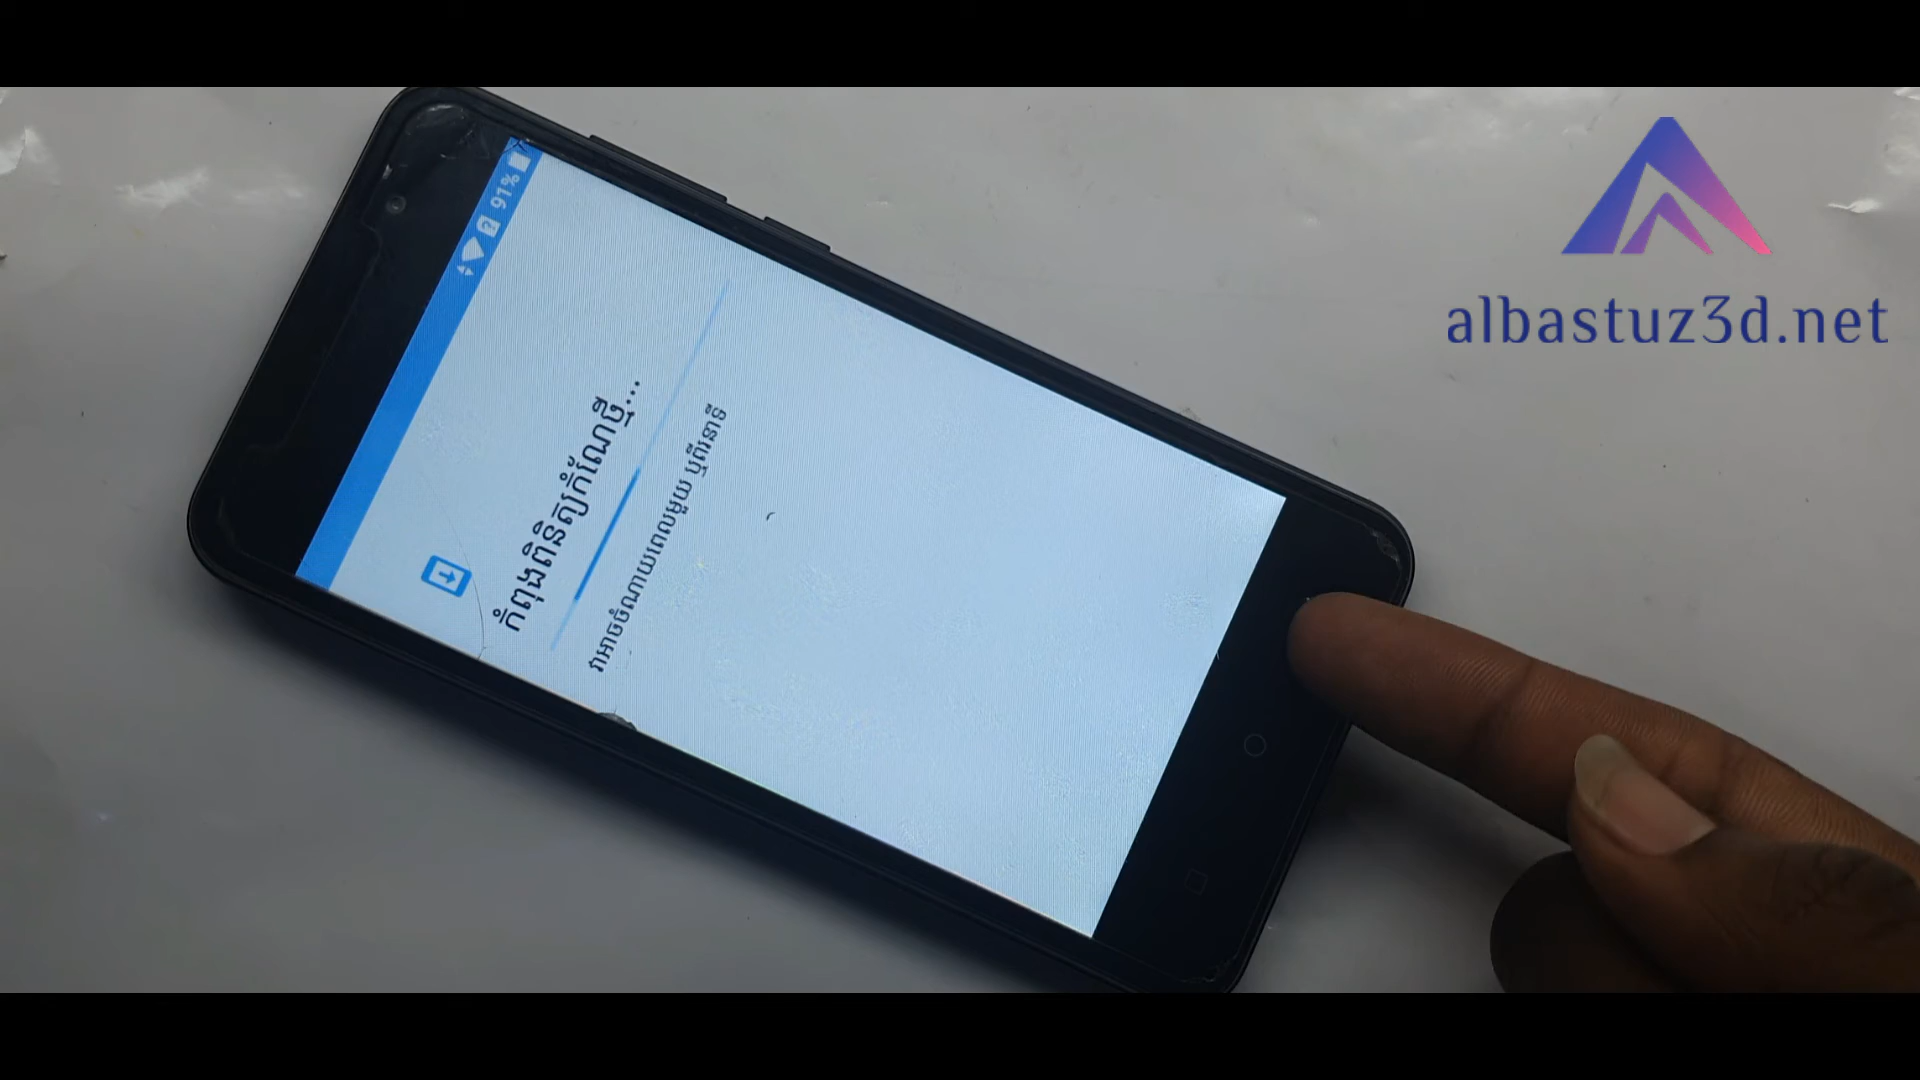 91%
កំពុងពិនិត្យកំណែថ្មី...
វាអាចចំណាយពេលមួយ ឬពីរនាទី
albastuz3d.net